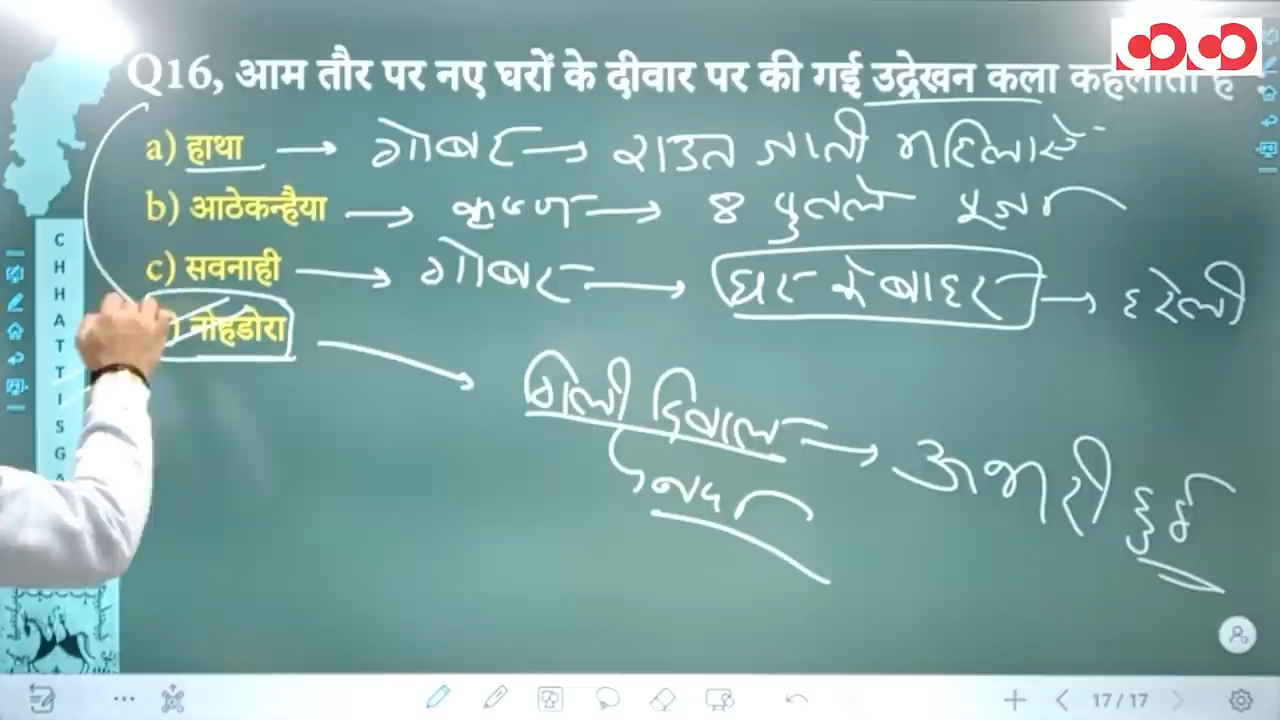 Q16, आम तौर पर नए घरों के दीवार पर की गई उद्रेखन कला कहलाता है
a) हाथा → गोबर → राउत जाती महिलाऐं
b) आठेकन्हैया → कृष्ण → 8 पुतले
c) सवनाही → गोबर → घर के बाहर → हरेली
) नोहडोरा
गिली दिवाल → उभरी हुई
CHHATTISGA
17 / 17